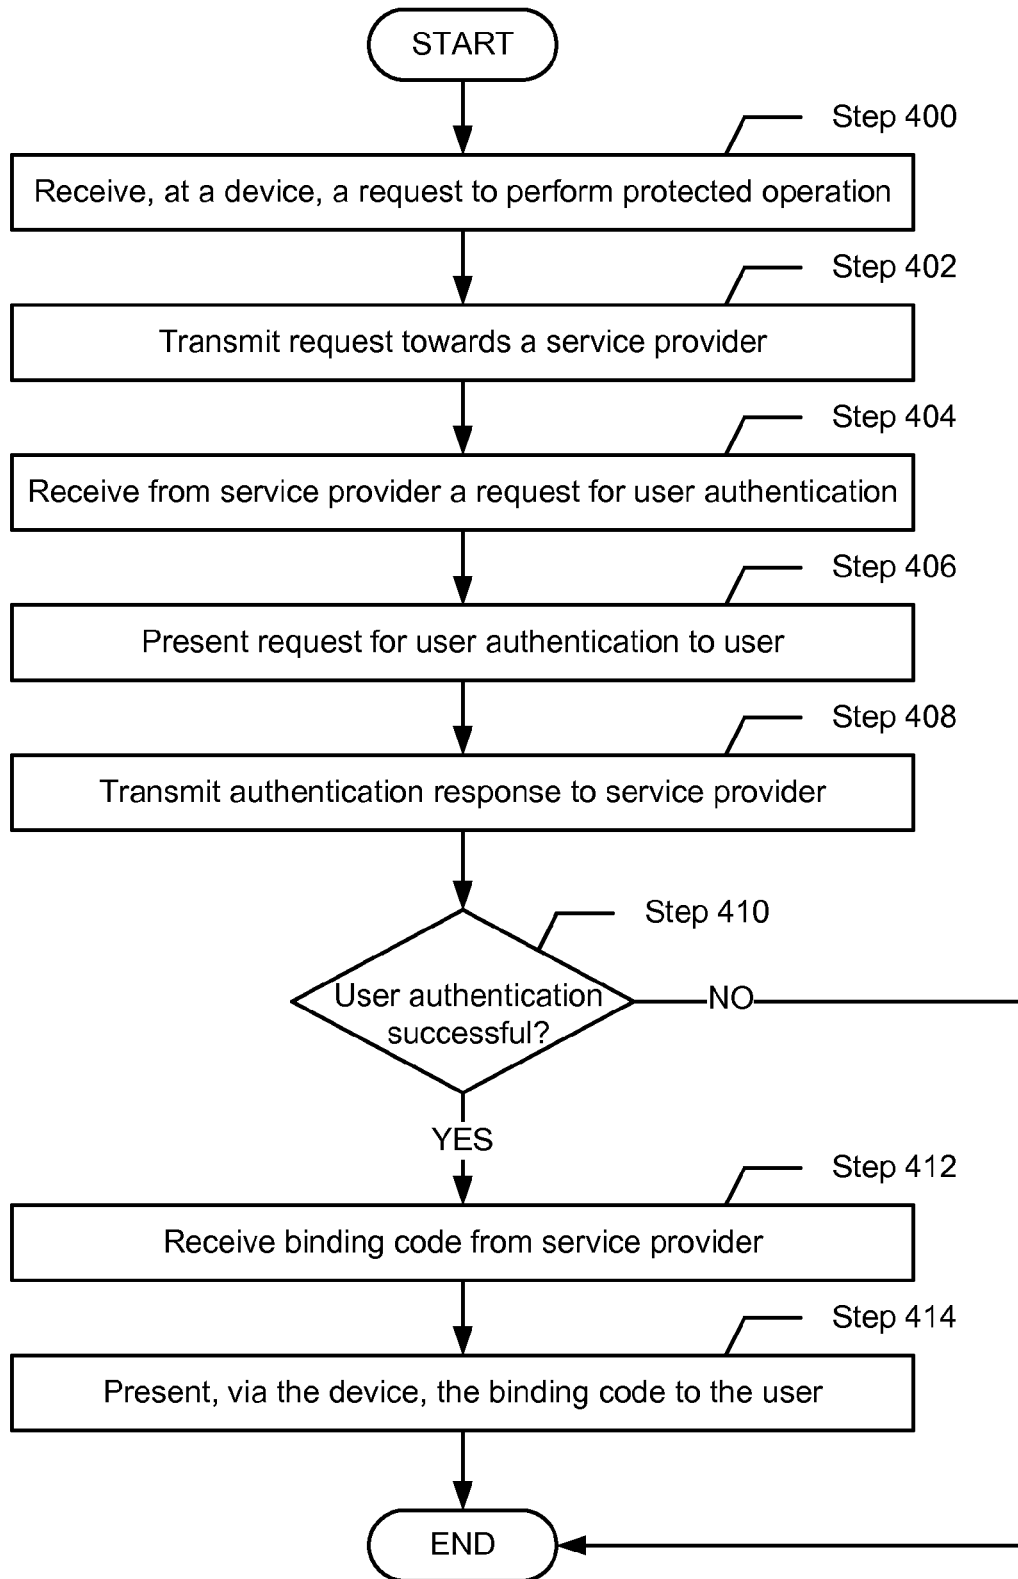 START
Step 400
Receive, at a device, a request to perform protected operation
Step 402
Transmit request towards a service provider
Step 404
Receive from service provider a request for user authentication
Step 406
Present request for user authentication to user
Step 408
Transmit authentication response to service provider
Step 410
User authentication
successful?
NO
YES
Step 412
Receive binding code from service provider
Step 414
Present, via the device, the binding code to the user
END